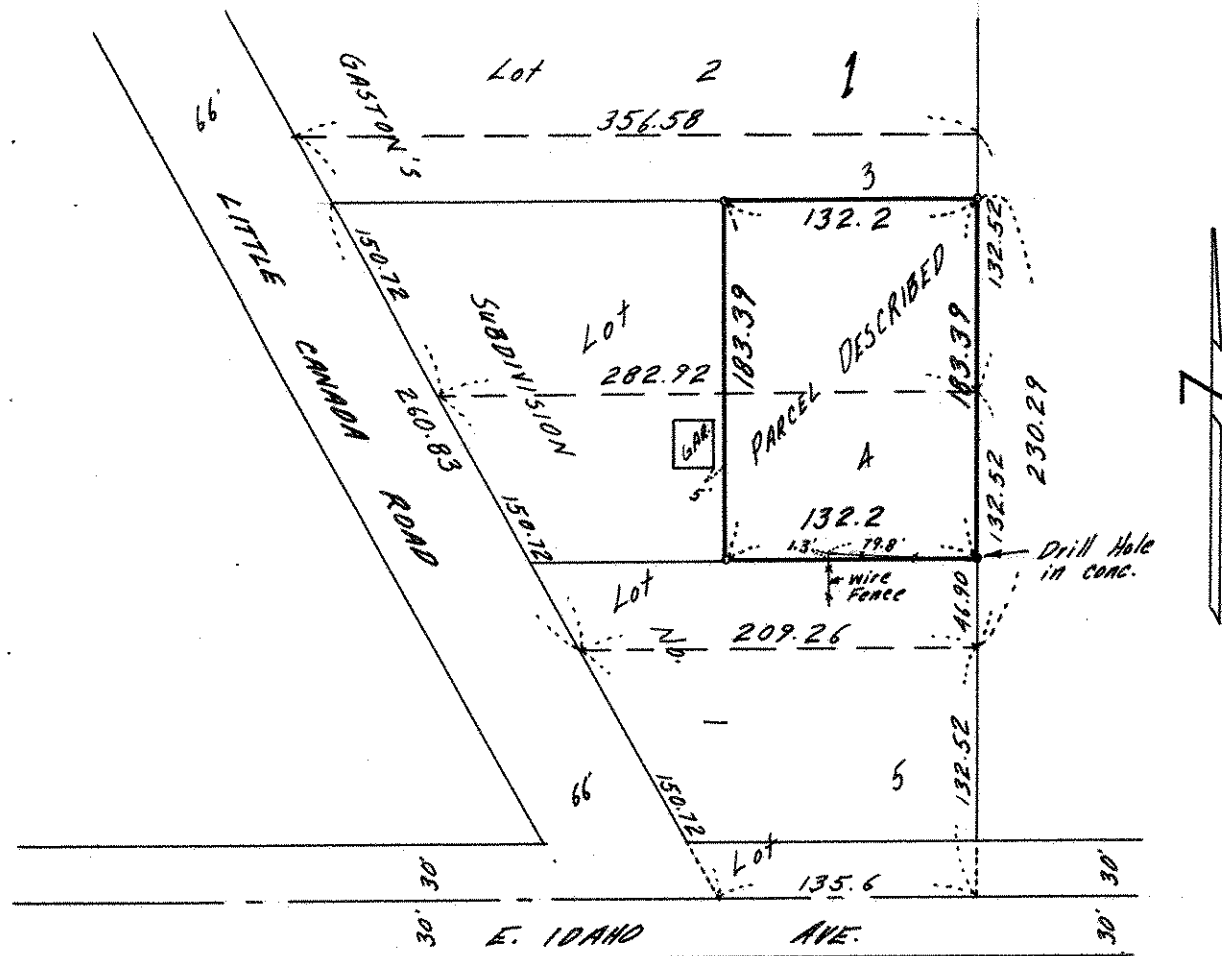 Lot 2 1
GASTON'S
66'
356.58
3
132.2
132.52
LITTLE CANADA ROAD
150.72
SUBDIVISION
Lot
183.39
PARCEL DESCRIBED
183.39
282.92
260.83
230.29
GAR.
5'
4
132.52
150.72
132.2
1.3' 79.8'
Drill Hole
in conc.
wire
Fence
Lot
46.90
No. 209.26
1
132.52
5
66'
150.72
Lot
30' 135.6 30'
30' E. IDAHO AVE. 30'